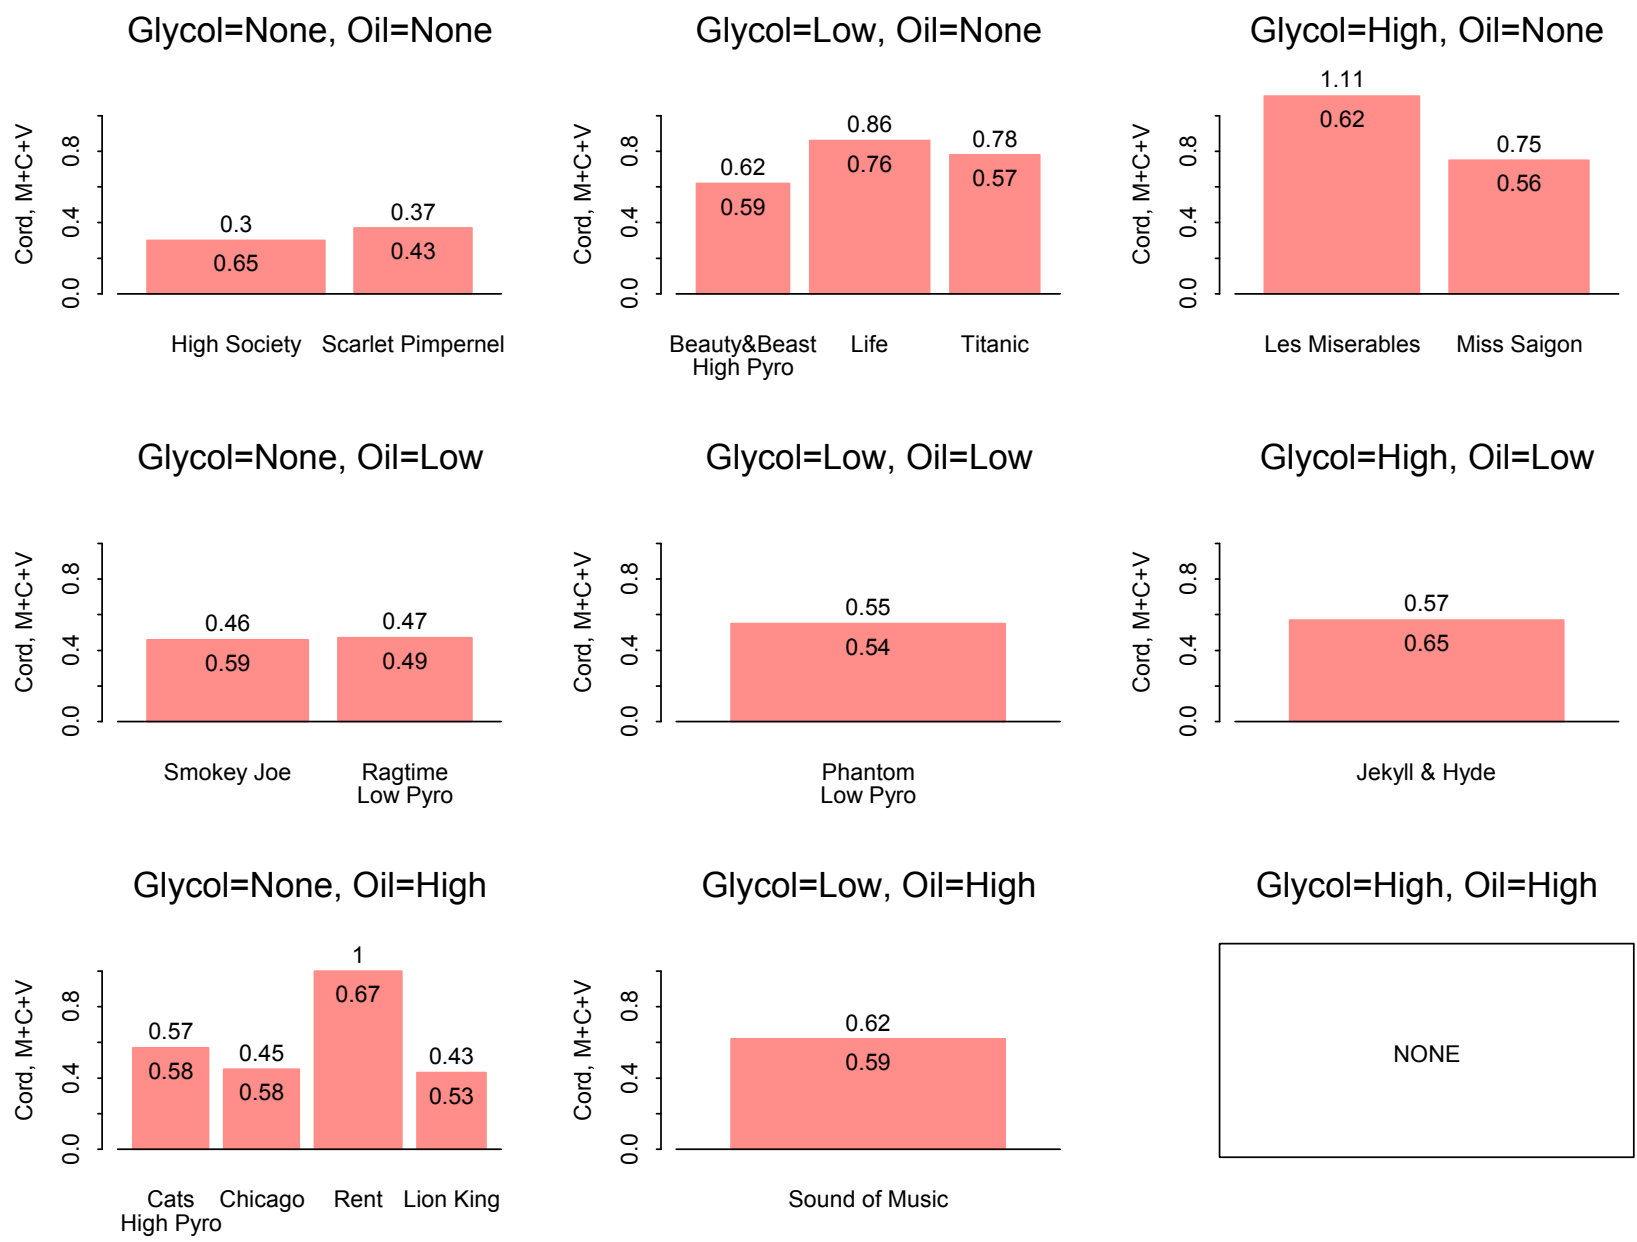 Glycol=None, Oil=None
Cord, M+C+V
0.0 0.4 0.8
0.3 0.37
0.65 0.43
High Society Scarlet Pimpernel
Glycol=Low, Oil=None
Cord, M+C+V
0.0 0.4 0.8
0.62 0.86 0.78
0.59 0.76 0.57
Beauty&Beast Life Titanic
High Pyro
Glycol=High, Oil=None
Cord, M+C+V
0.0 0.4 0.8
1.11 0.75
0.62 0.56
Les Miserables Miss Saigon
Glycol=None, Oil=Low
Cord, M+C+V
0.0 0.4 0.8
0.46 0.47
0.59 0.49
Smokey Joe Ragtime
Low Pyro
Glycol=Low, Oil=Low
Cord, M+C+V
0.0 0.4 0.8
0.55
0.54
Phantom
Low Pyro
Glycol=High, Oil=Low
Cord, M+C+V
0.0 0.4 0.8
0.57
0.65
Jekyll & Hyde
Glycol=None, Oil=High
Cord, M+C+V
0.0 0.4 0.8
0.57 0.45 1 0.43
0.58 0.58 0.67 0.53
Cats Chicago Rent Lion King
High Pyro
Glycol=Low, Oil=High
Cord, M+C+V
0.0 0.4 0.8
0.62
0.59
Sound of Music
Glycol=High, Oil=High
NONE